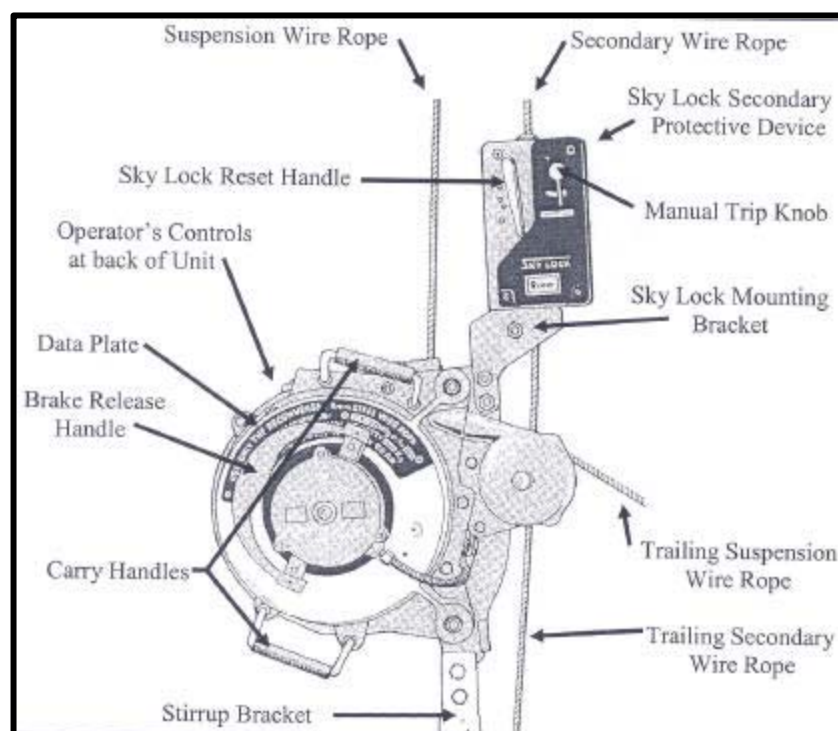 Suspension Wire Rope
Secondary Wire Rope
Sky Lock Secondary
Protective Device
Sky Lock Reset Handle
Manual Trip Knob
Operator's Controls
at back of Unit
SKY LOCK
Sky Lock Mounting
Bracket
Data Plate
Brake Release
Handle
Carry Handles
Trailing Suspension
Wire Rope
Trailing Secondary
Wire Rope
Stirrup Bracket